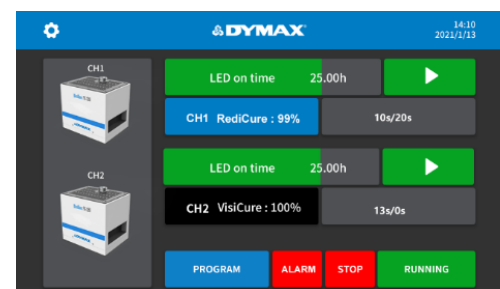 DYMAX
14:10
2021/1/13
CH1
LED on time 25.00h
CH1 RediCure : 99%
10s/20s
CH2
LED on time 25.00h
CH2 VisiCure : 100%
13s/0s
PROGRAM
ALARM
STOP
RUNNING